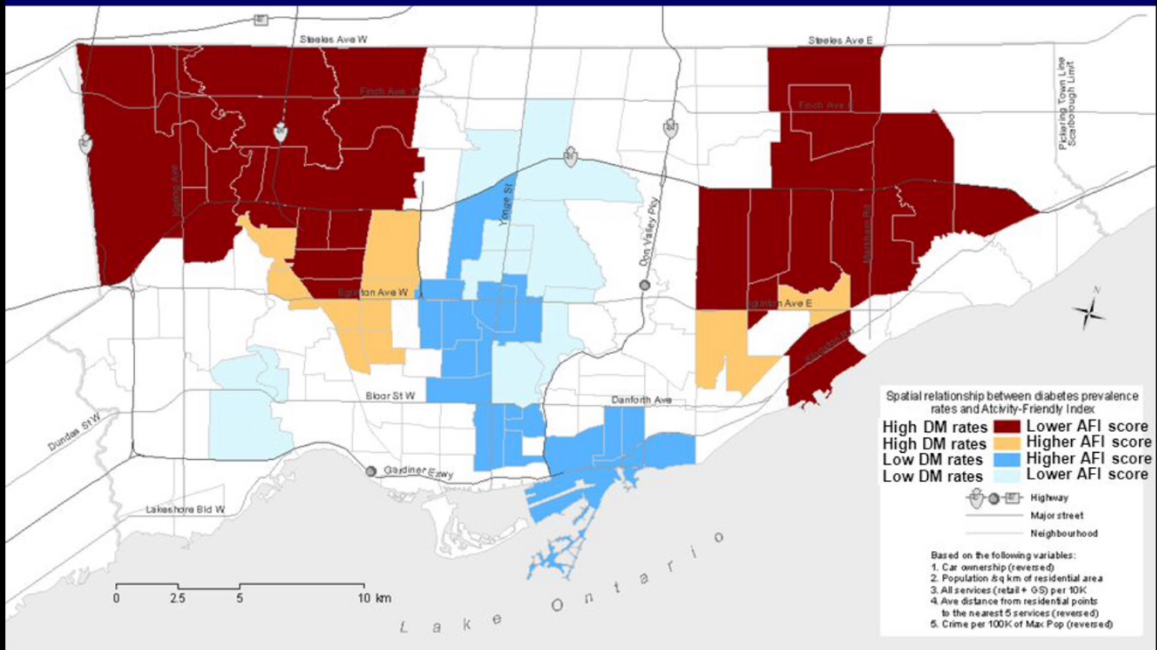 Steeles Ave W
Steeles Ave E
Finch Ave W
Finch Ave E
Pickering Town Line
Scarborough Limit
Yonge St
Don Valley Pky
Markham Rd
Eglinton Ave W
Eglinton Ave E
Kingston Rd
Bloor St W
Danforth Ave
Dundas St W
Gardiner Expwy
Lakeshore Bld W
0 2.5 5 10 km
Lake Ontario
N
Spatial relationship between diabetes prevalence
rates and Atcivity-Friendly Index
High DM rates Lower AFI score
High DM rates Higher AFI score
Low DM rates Higher AFI score
Low DM rates Lower AFI score
Highway
Major street
Neighbourhood
Based on the following variables:
1. Car ownership (reversed)
2. Population /sq km of residential area
3. All services (retail + GS) per 10K
4. Ave distance from residential points
to the nearest 5 services (reversed)
5. Crime per 100K of Max Pop (reversed)